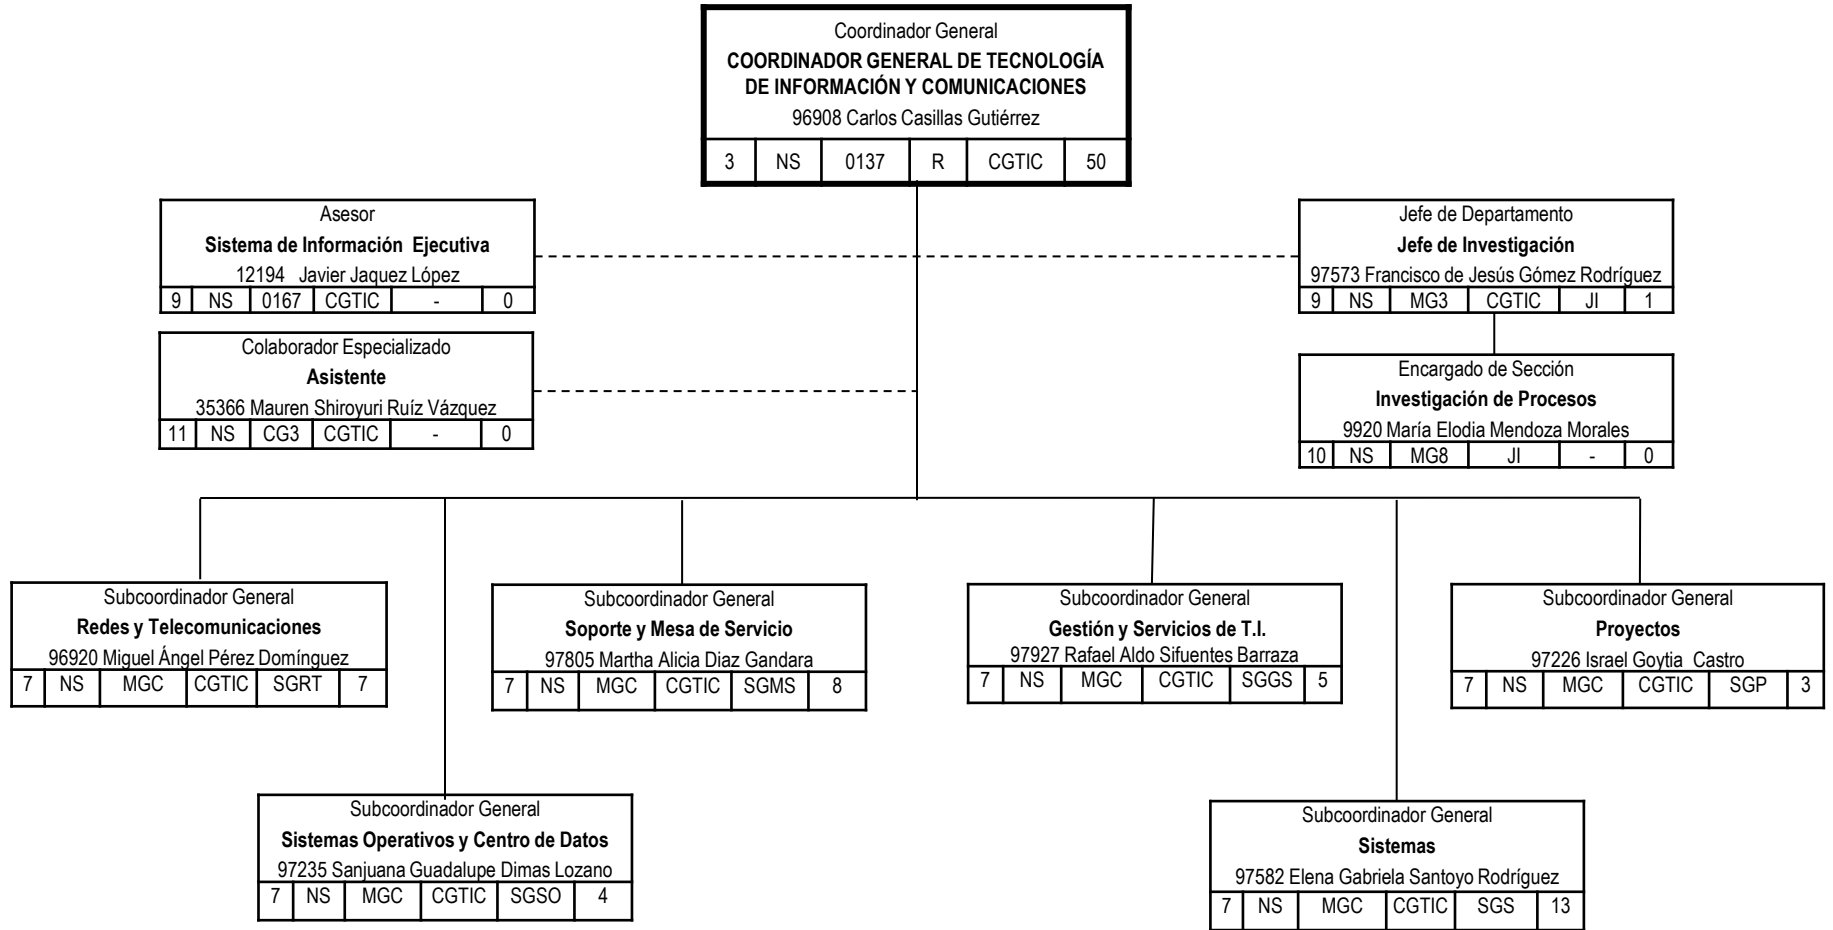 Coordinador General
COORDINADOR GENERAL DE TECNOLOGÍA
DE INFORMACIÓN Y COMUNICACIONES
96908 Carlos Casillas Gutiérrez
3 NS 0137 R CGTIC 50
Asesor
Sistema de Información Ejecutiva
12194 Javier Jaquez López
9 NS 0167 CGTIC - 0
Jefe de Departamento
Jefe de Investigación
97573 Francisco de Jesús Gómez Rodríguez
9 NS MG3 CGTIC JI 1
Colaborador Especializado
Asistente
35366 Mauren Shiroyuri Ruíz Vázquez
11 NS CG3 CGTIC - 0
Encargado de Sección
Investigación de Procesos
9920 María Elodia Mendoza Morales
10 NS MG8 JI - 0
Subcoordinador General
Redes y Telecomunicaciones
96920 Miguel Ángel Pérez Domínguez
7 NS MGC CGTIC SGRT 7
Subcoordinador General
Soporte y Mesa de Servicio
97805 Martha Alicia Diaz Gandara
7 NS MGC CGTIC SGMS 8
Subcoordinador General
Gestión y Servicios de T.I.
97927 Rafael Aldo Sifuentes Barraza
7 NS MGC CGTIC SGGS 5
Subcoordinador General
Proyectos
97226 Israel Goytia Castro
7 NS MGC CGTIC SGP 3
Subcoordinador General
Sistemas Operativos y Centro de Datos
97235 Sanjuana Guadalupe Dimas Lozano
7 NS MGC CGTIC SGSO 4
Subcoordinador General
Sistemas
97582 Elena Gabriela Santoyo Rodríguez
7 NS MGC CGTIC SGS 13